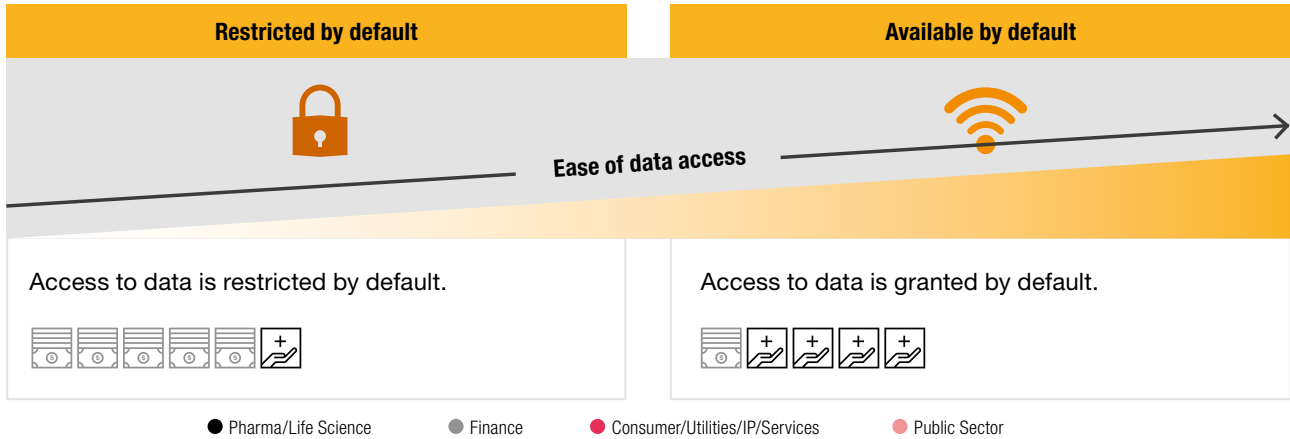 Restricted by default
Available by default
Ease of data access
Access to data is restricted by default.
Access to data is granted by default.
Pharma/Life Science
Finance
Consumer/Utilities/IP/Services
Public Sector